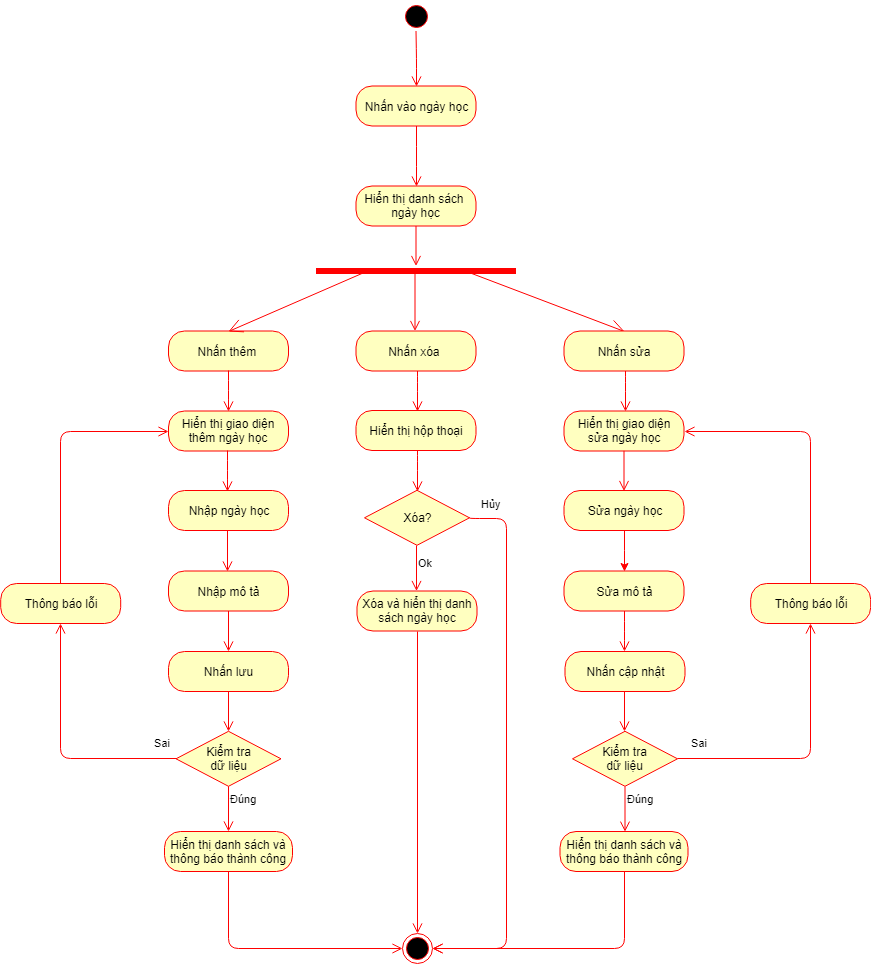 Nhấn vào ngày học
Hiển thị danh sách
ngày học
Nhấn thêm
Nhấn xóa
Nhấn sửa
Hiển thị giao diện
thêm ngày học
Hiển thị hộp thoại
Hiển thị giao diện
sửa ngày học
Nhập ngày học
Xóa?
Hủy
Sửa ngày học
Ok
Thông báo lỗi
Nhập mô tả
Xóa và hiển thị danh
sách ngày học
Sửa mô tả
Thông báo lỗi
Nhấn lưu
Nhấn cập nhật
Sai
Kiểm tra
dữ liệu
Kiểm tra
dữ liệu
Sai
Đúng
Đúng
Hiển thị danh sách và
thông báo thành công
Hiển thị danh sách và
thông báo thành công